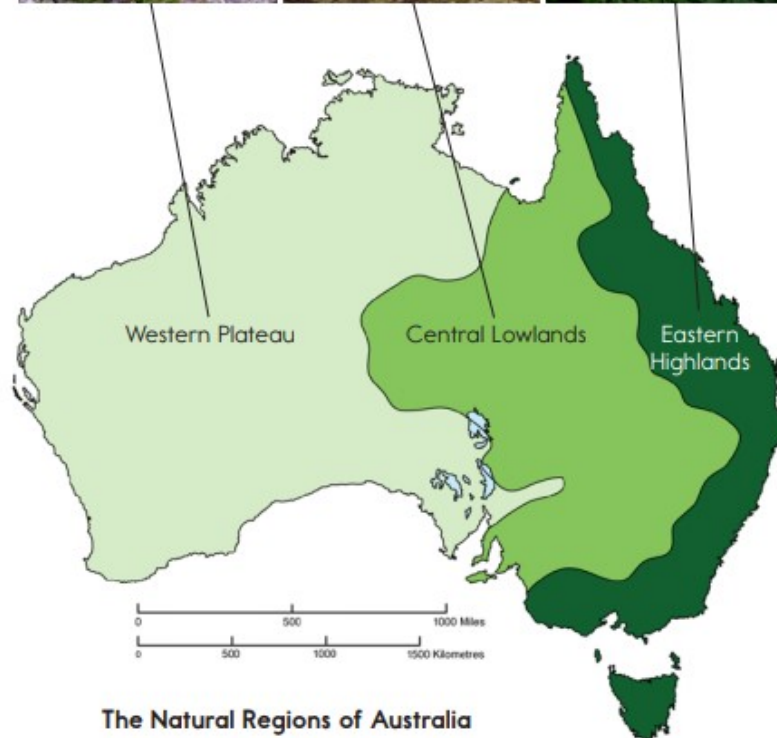 Western Plateau
Central Lowlands
Eastern
Highlands
0 500 1000 Miles
0 500 1000 1500 Kilometres
The Natural Regions of Australia